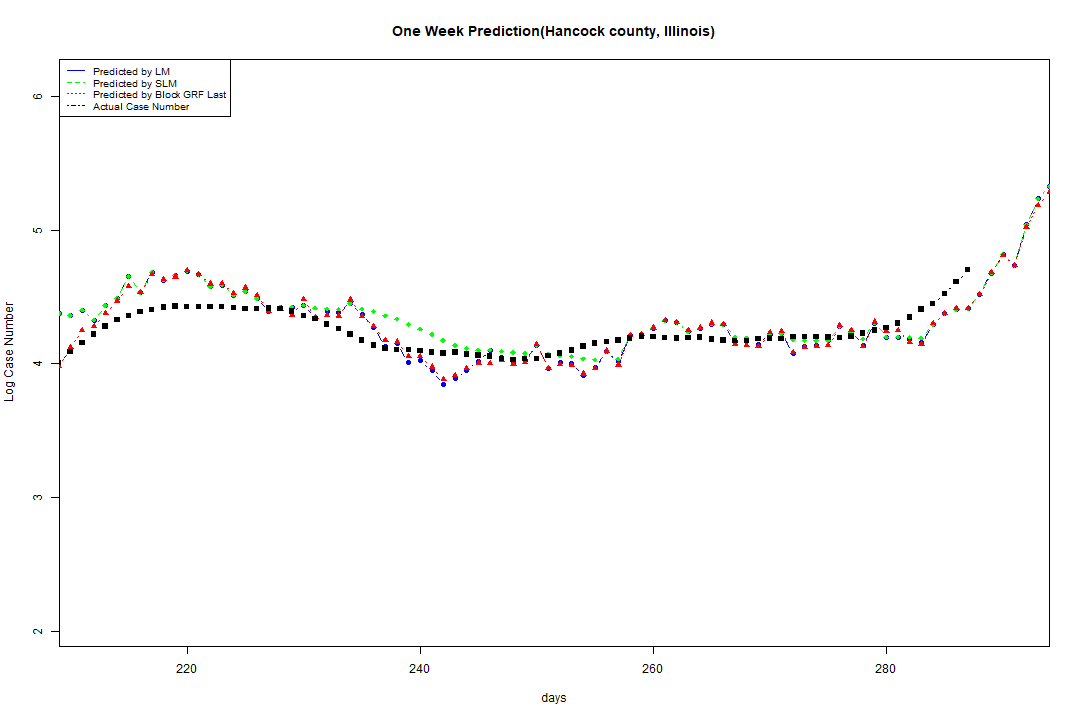 One Week Prediction(Hancock county, Illinois)
Predicted by LM
Predicted by SLM
Predicted by Block GRF Last
Actual Case Number
6
5
4
3
2
Log Case Number
220 240 260 280
days